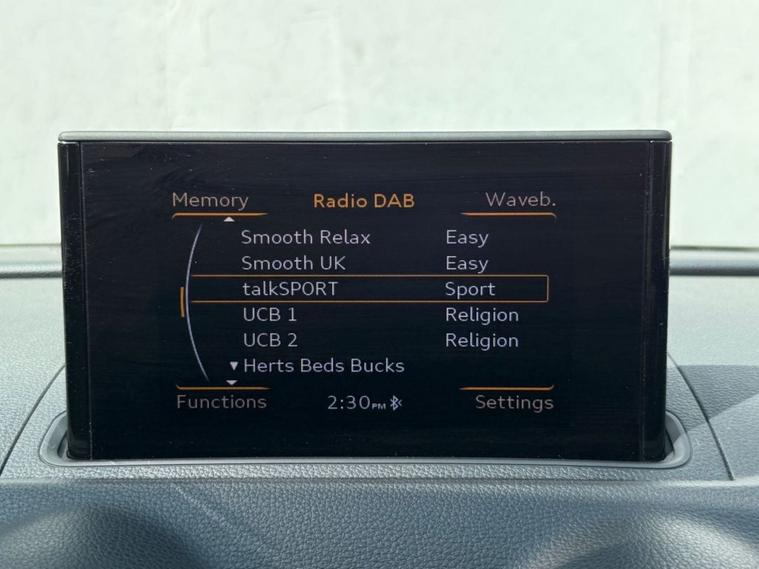 Memory Radio DAB Waveb.
Smooth Relax Easy
Smooth UK Easy
talkSPORT Sport
UCB 1 Religion
UCB 2 Religion
Herts Beds Bucks
Functions 2:30PM Settings